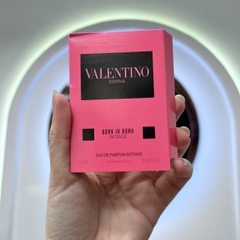 VALENTINO
DONNA
BORN IN ROMA
INTENSE
EAU DE PARFUM INTENSE